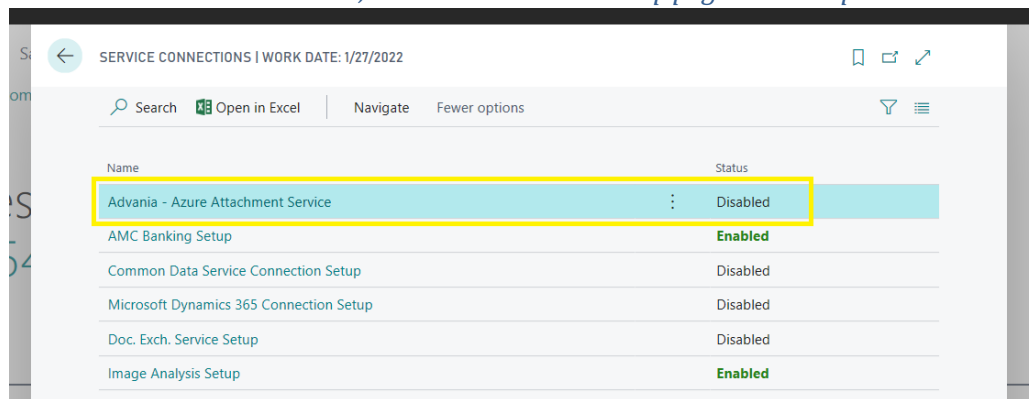 SERVICE CONNECTIONS | WORK DATE: 1/27/2022
Search Open in Excel Navigate Fewer options
Name Status
Advania - Azure Attachment Service Disabled
AMC Banking Setup Enabled
Common Data Service Connection Setup Disabled
Microsoft Dynamics 365 Connection Setup Disabled
Doc. Exch. Service Setup Disabled
Image Analysis Setup Enabled